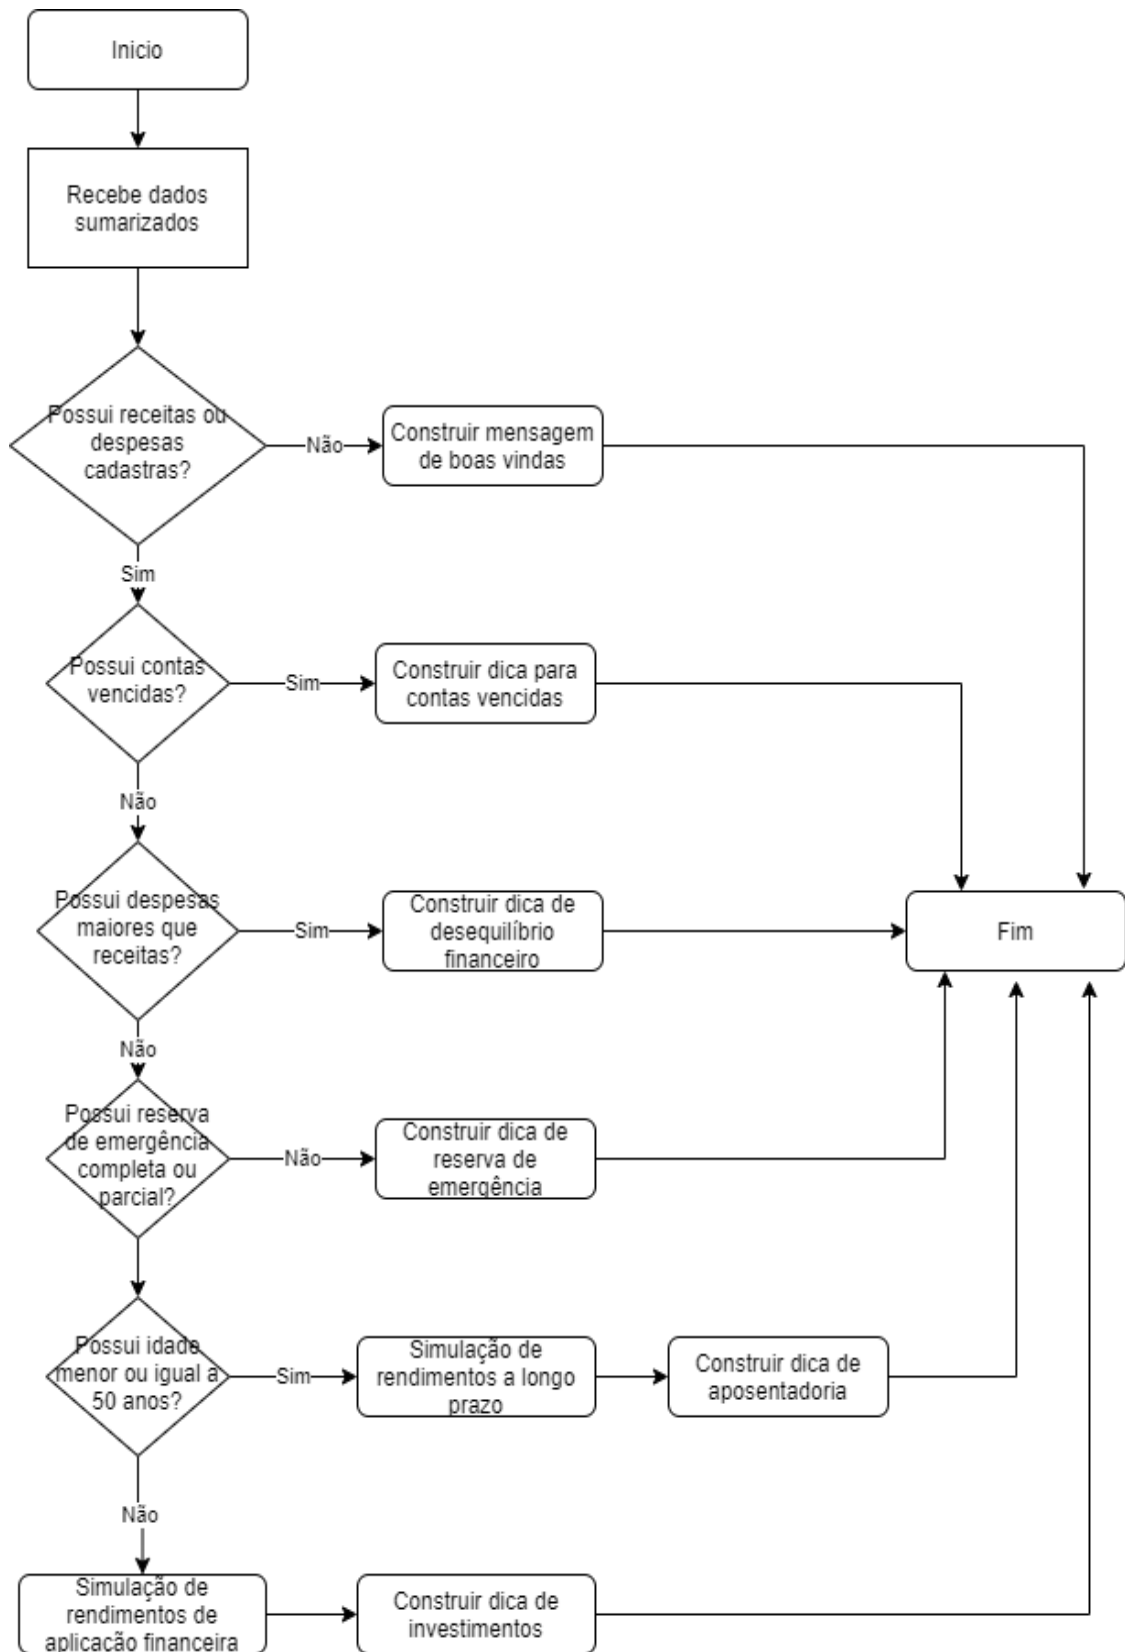 Inicio
Recebe dados
sumarizados
Possui receitas ou
despesas
cadastras?
Não
Construir mensagem
de boas vindas
Sim
Possui contas
vencidas?
Sim
Construir dica para
contas vencidas
Não
Possui despesas
maiores que
receitas?
Sim
Construir dica de
desequilíbrio
financeiro
Fim
Não
Possui reserva
de emergência
completa ou
parcial?
Não
Construir dica de
reserva de
emergência
Possui idade
menor ou igual a
50 anos?
Sim
Simulação de
rendimentos a longo
prazo
Construir dica de
aposentadoria
Não
Simulação de
rendimentos de
aplicação financeira
Construir dica de
investimentos